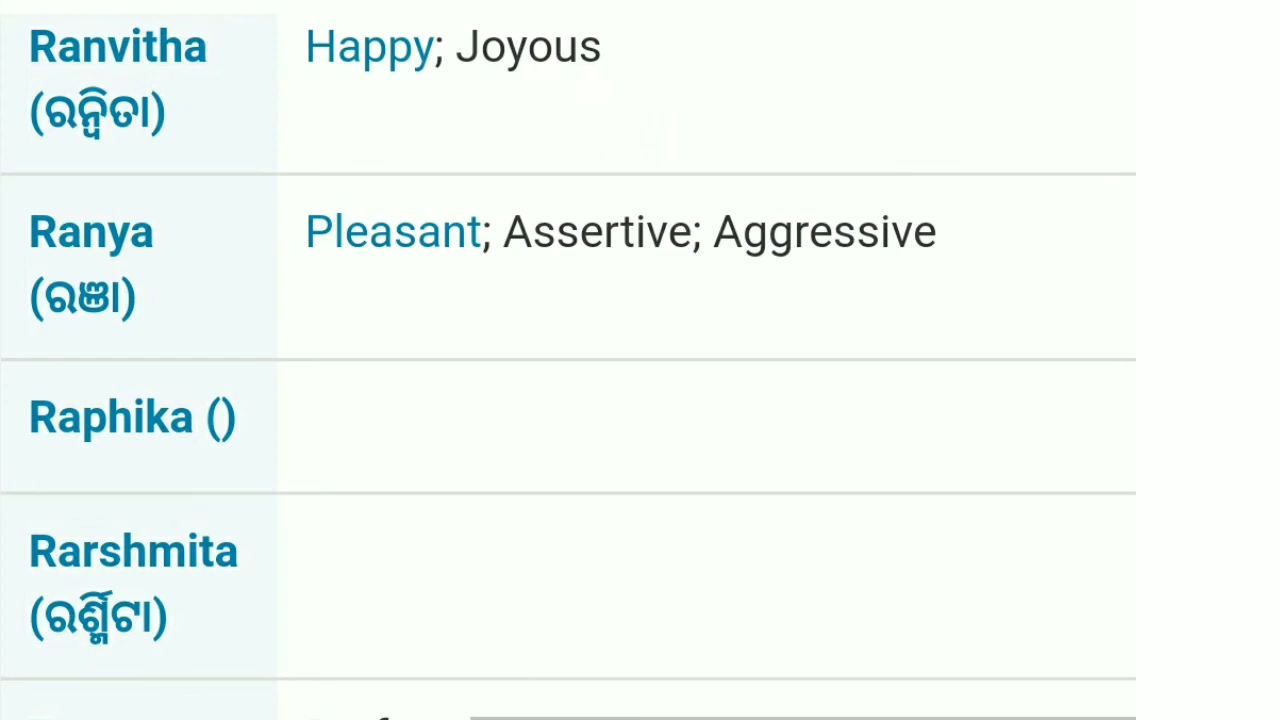 Ranvitha Happy; Joyous
(ରନ୍ୱିତା)
Ranya Pleasant; Assertive; Aggressive
(ରଞା)
Raphika ()
Rarshmita
(ରର୍ଶ୍ମିଟା)